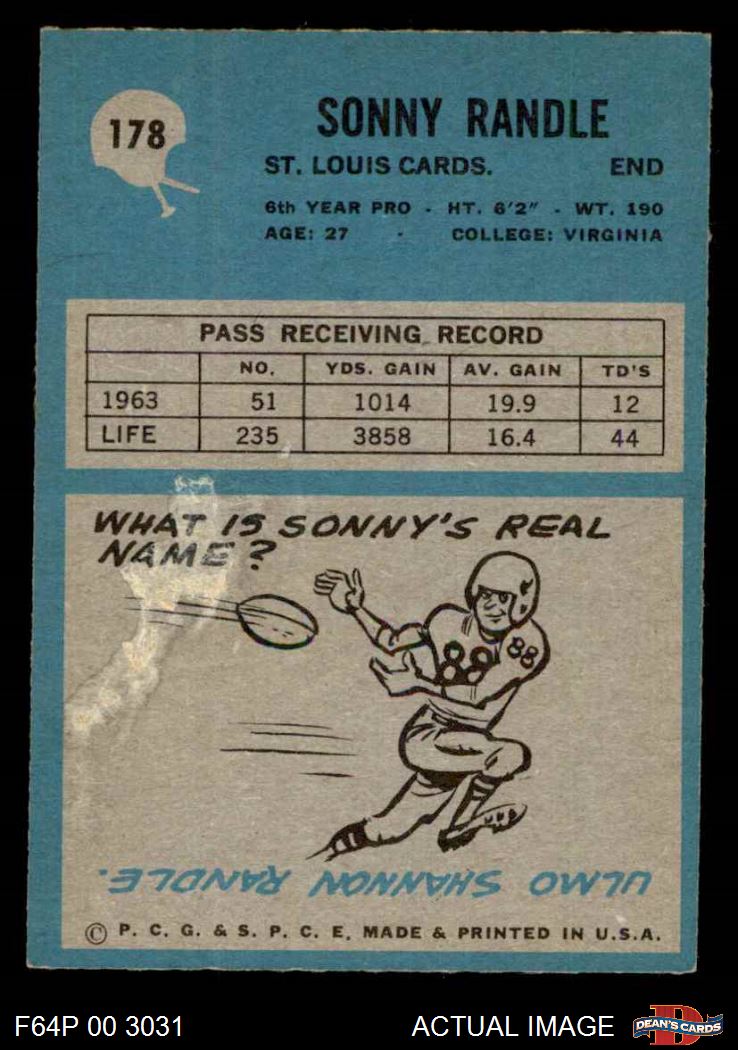 178
SONNY RANDLE
ST. LOUIS CARDS. END
6th YEAR PRO - HT. 6'2" - WT. 190
AGE: 27 - COLLEGE: VIRGINIA
PASS RECEIVING RECORD
NO. YDS. GAIN AV. GAIN TD'S
1963 51 1014 19.9 12
LIFE 235 3858 16.4 44
WHAT IS SONNY'S REAL
NAME?
88
88
ULMO SHANNON RANDLE.
© P. C. G. & S. P. C. E. MADE & PRINTED IN U.S.A.
F64P 00 3031 ACTUAL IMAGE
D
DEAN'S CARDS